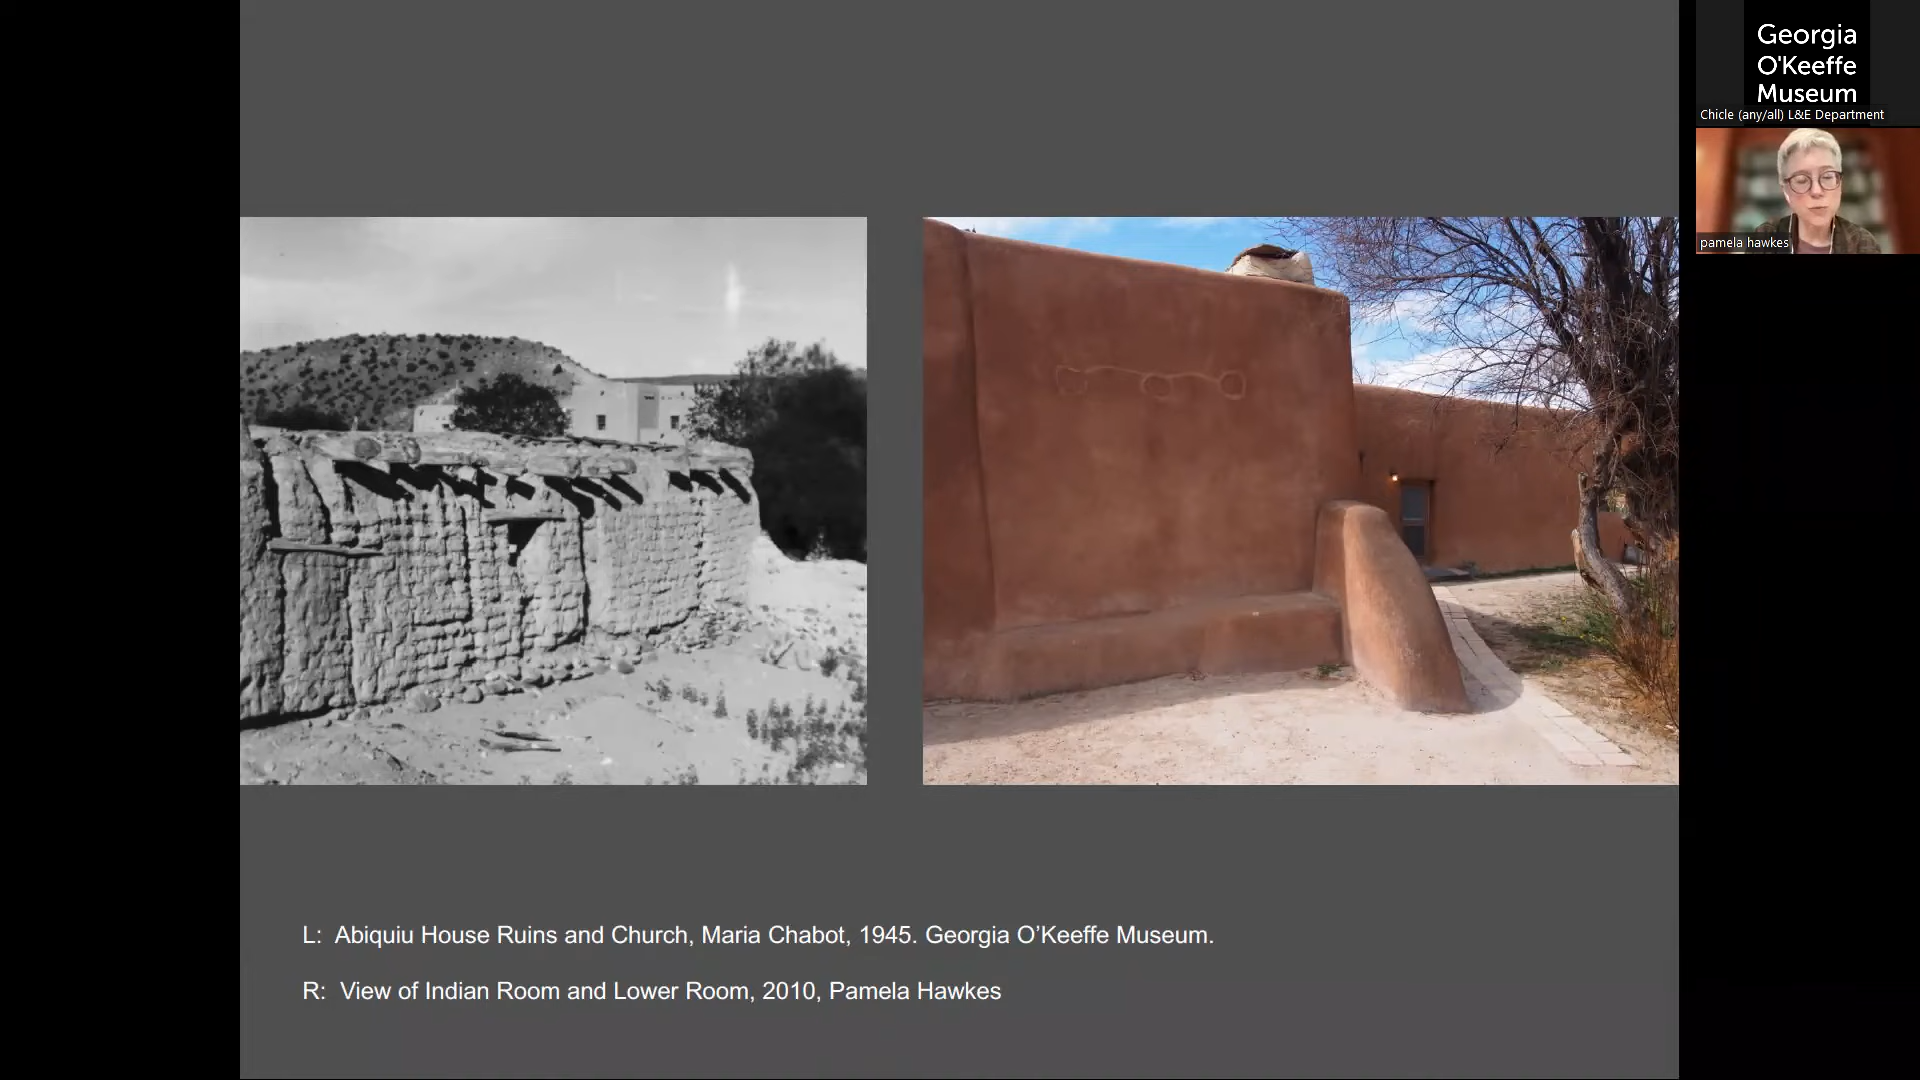 Georgia
O'Keeffe
Museum
Chicle (any/all) L&E Department
pamela hawkes
L:  Abiquiu House Ruins and Church, Maria Chabot, 1945. Georgia O’Keeffe Museum.
R:  View of Indian Room and Lower Room, 2010, Pamela Hawkes